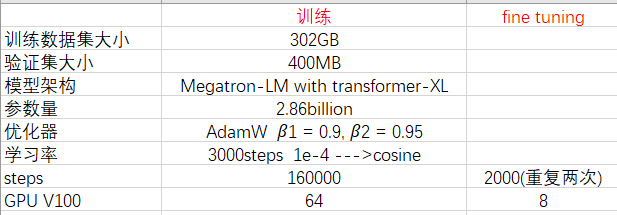 训练 fine tuning
训练数据集大小 302GB
验证集大小 400MB
模型架构 Megatron-LM with transformer-XL
参数量 2.86billion
优化器 AdamW β1 = 0.9, β2 = 0.95
学习率 3000steps 1e-4 --->cosine
steps 160000 2000(重复两次)
GPU V100 64 8